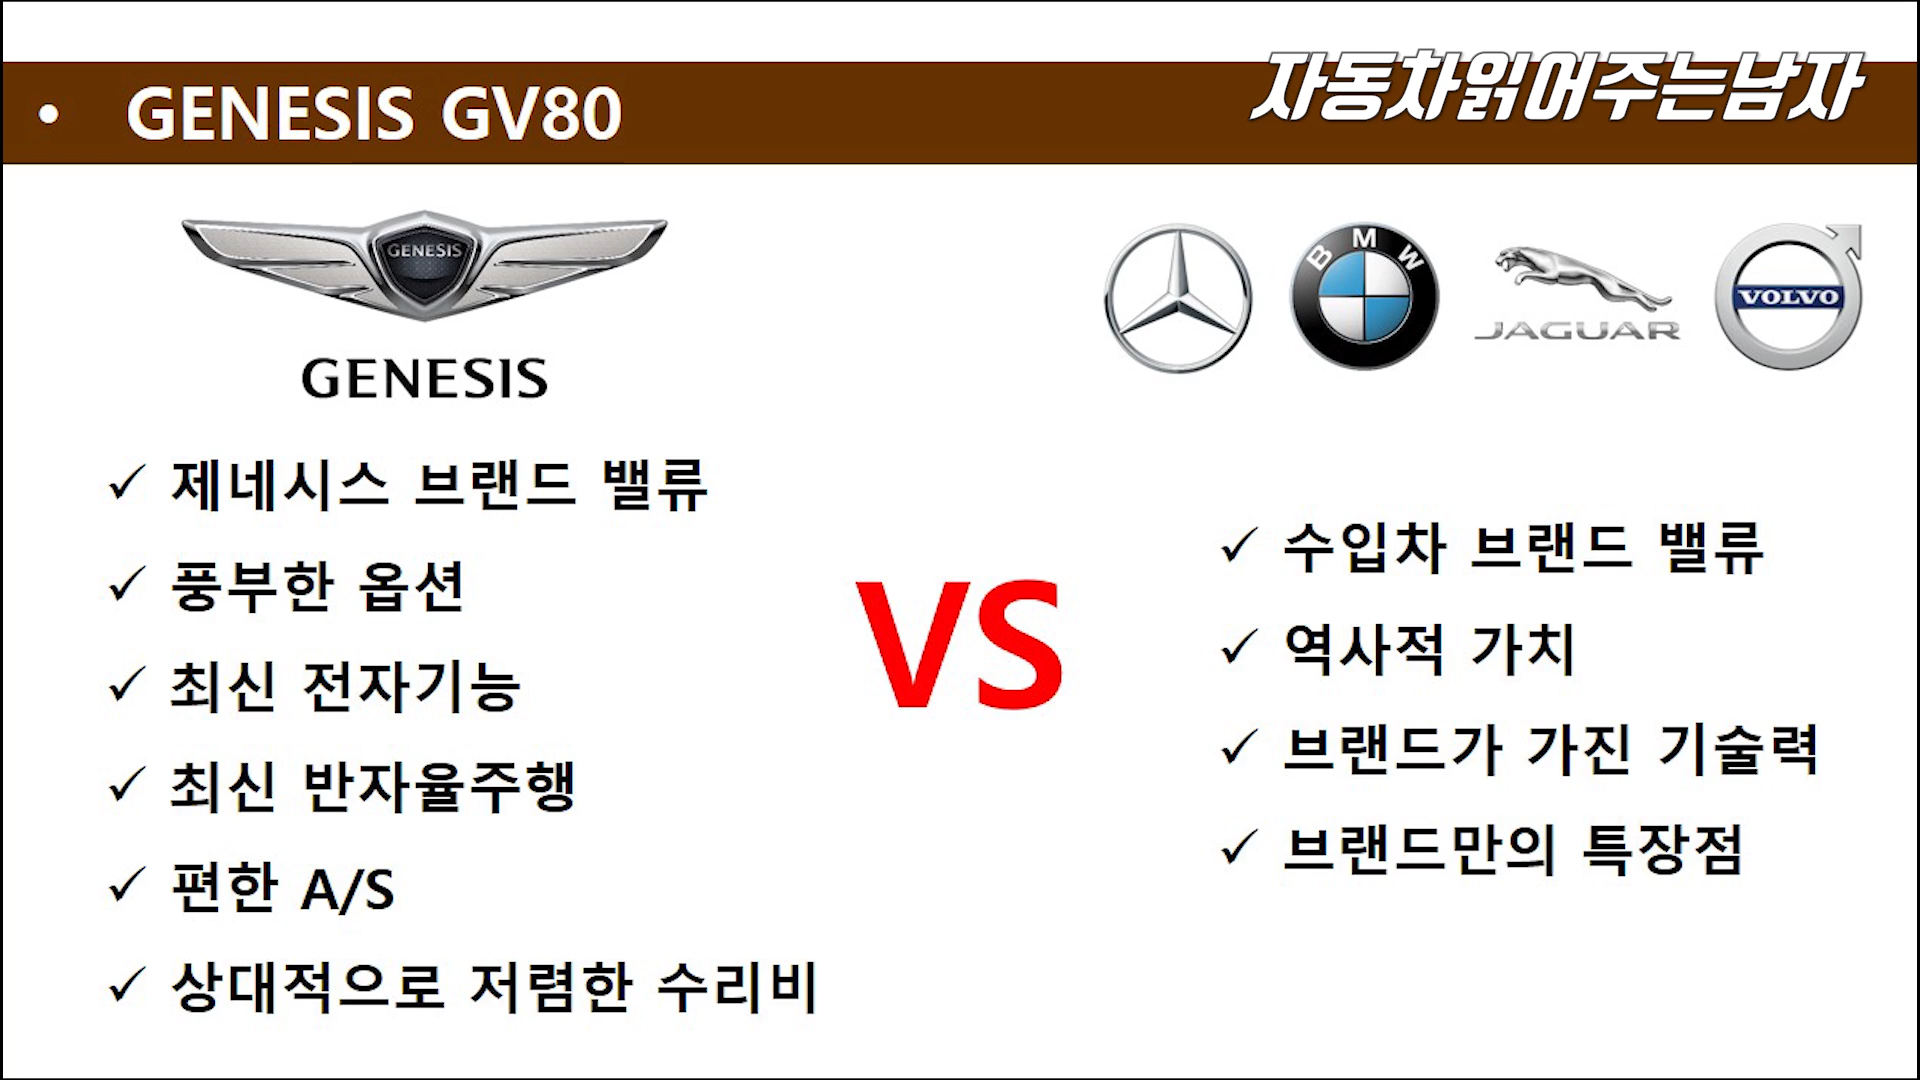 자동차읽어주는남자
• GENESIS GV80
GENESIS
GENESIS
BMW
JAGUAR
VOLVO
✓ 제네시스 브랜드 밸류
✓ 풍부한 옵션
✓ 최신 전자기능
✓ 최신 반자율주행
✓ 편한 A/S
✓ 상대적으로 저렴한 수리비
VS
✓ 수입차 브랜드 밸류
✓ 역사적 가치
✓ 브랜드가 가진 기술력
✓ 브랜드만의 특장점